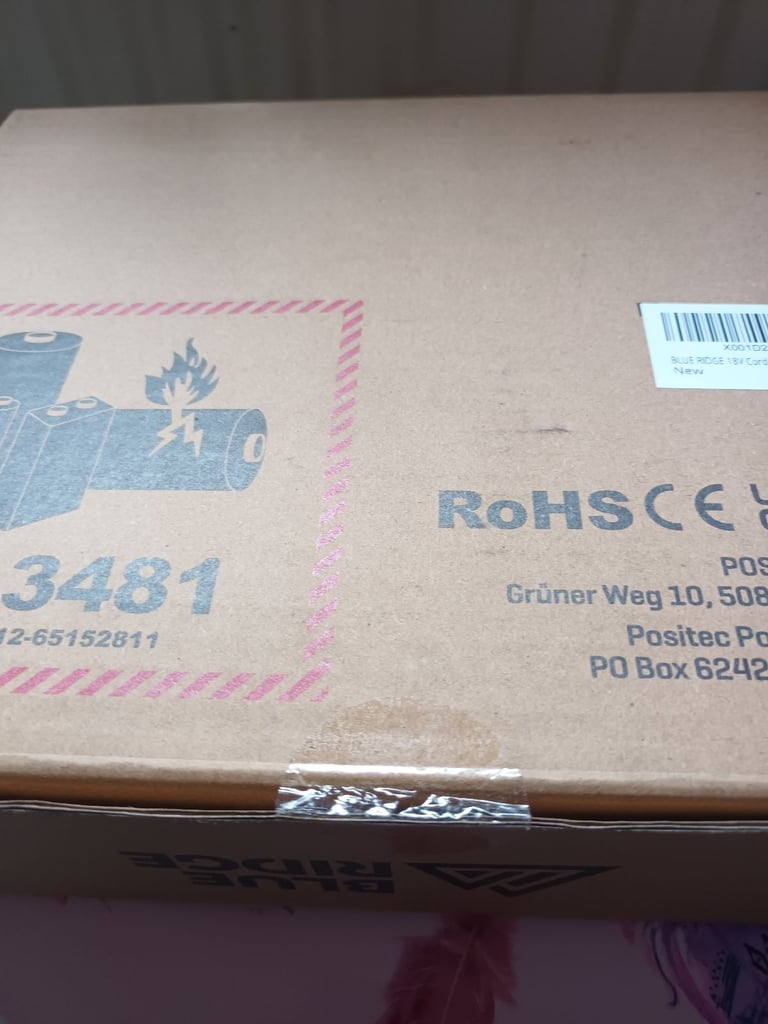 X001D2
BLUE RIDGE 18V Cord
New
RoHS CE
3481
12-65152811
POS
Grüner Weg 10, 508
Positec Po
PO Box 6242
BLUE
RIDGE